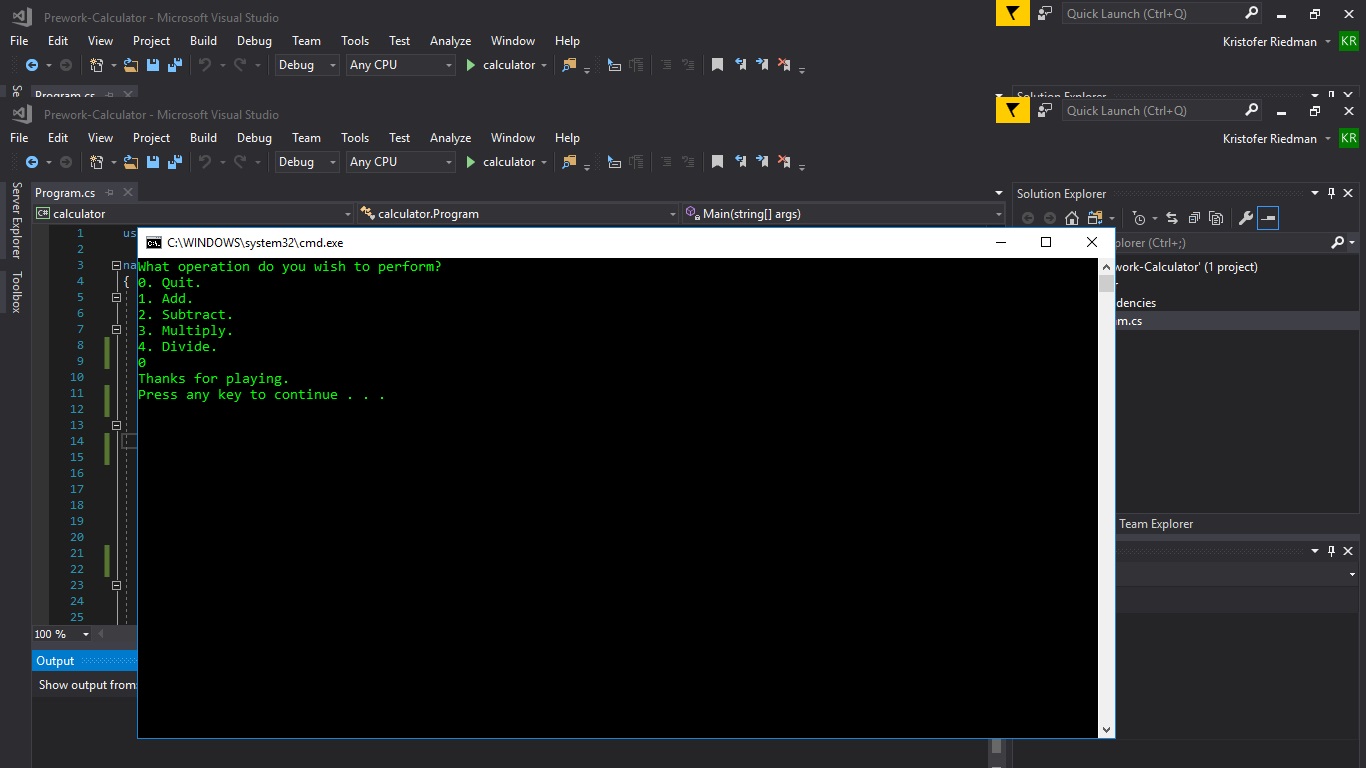 Prework-Calculator - Microsoft Visual Studio
Quick Launch (Ctrl+Q)
File Edit View Project Build Debug Team Tools Test Analyze Window Help
Kristofer Riedman KR
Debug Any CPU calculator
Program.cs
Solution Explorer
Prework-Calculator - Microsoft Visual Studio
Quick Launch (Ctrl+Q)
File Edit View Project Build Debug Team Tools Test Analyze Window Help
Kristofer Riedman KR
Debug Any CPU calculator
Server Explorer
Toolbox
Program.cs
Solution Explorer
C# calculator calculator.Program Main(string[] args)
1 us
2
3 na
4 {
5
6
7
8
9
10
11
12
13
14
15
16
17
18
19
20
21
22
23
24
25
C:\WINDOWS\system32\cmd.exe
What operation do you wish to perform?
0. Quit.
1. Add.
2. Subtract.
3. Multiply.
4. Divide.
0
Thanks for playing.
Press any key to continue . . .
plorer (Ctrl+;)
work-Calculator' (1 project)
dencies
am.cs
Team Explorer
100 %
Output
Show output from: